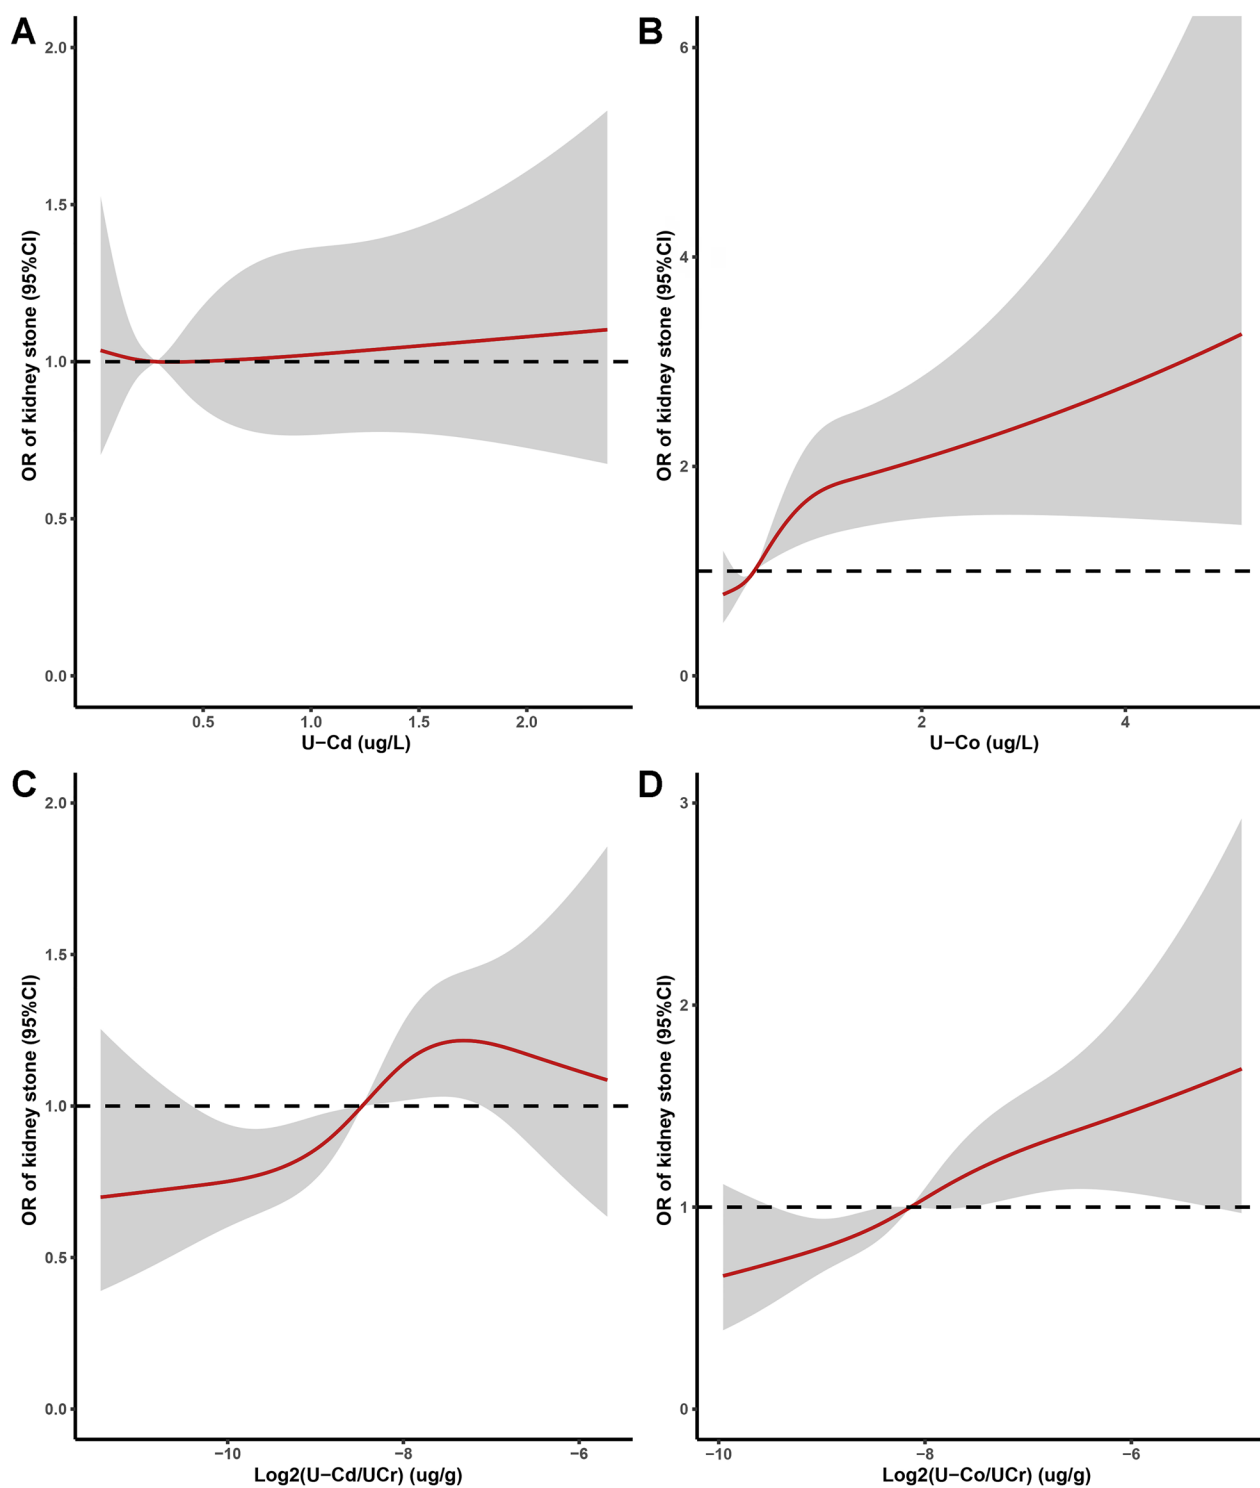 A
2.0
1.5
1.0
0.5
0.0
OR of kidney stone (95%CI)
0.5 1.0 1.5 2.0
U−Cd (ug/L)
B
6
4
2
0
OR of kidney stone (95%CI)
2 4
U−Co (ug/L)
C
2.0
1.5
1.0
0.5
0.0
OR of kidney stone (95%CI)
−10 −8 −6
Log2(U−Cd/UCr) (ug/g)
D
3
2
1
0
OR of kidney stone (95%CI)
−10 −8 −6
Log2(U−Co/UCr) (ug/g)